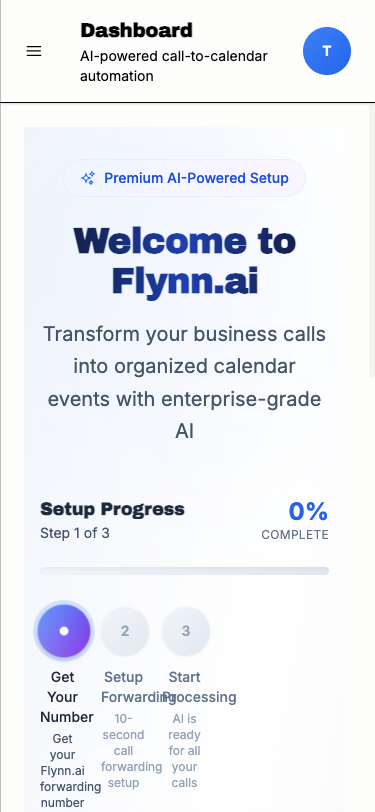 Dashboard
AI-powered call-to-calendar
automation
T
Premium AI-Powered Setup
Welcome to
Flynn.ai
Transform your business calls
into organized calendar
events with enterprise-grade
AI
Setup Progress
Step 1 of 3
0%
COMPLETE
2
3
Get
Your
Number
Get
your
Flynn.ai
forwarding
number
Setup
Forwarding
10-
second
call
forwarding
setup
Start
Processing
AI is
ready
for all
your
calls